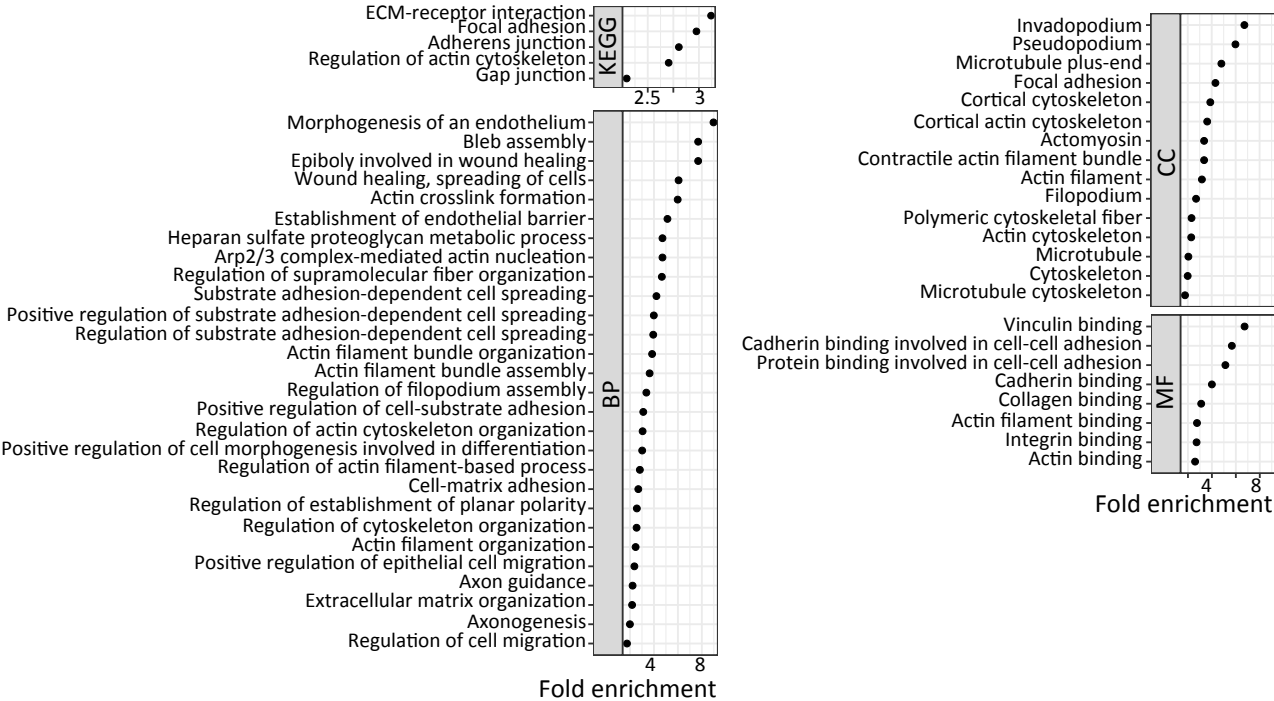 ECM-receptor interaction
Focal adhesion
Adherens junction
Regulation of actin cytoskeleton
Gap junction
KEGG
2.5 3
Morphogenesis of an endothelium
Bleb assembly
Epiboly involved in wound healing
Wound healing, spreading of cells
Actin crosslink formation
Establishment of endothelial barrier
Heparan sulfate proteoglycan metabolic process
Arp2/3 complex-mediated actin nucleation
Regulation of supramolecular fiber organization
Substrate adhesion-dependent cell spreading
Positive regulation of substrate adhesion-dependent cell spreading
Regulation of substrate adhesion-dependent cell spreading
Actin filament bundle organization
Actin filament bundle assembly
Regulation of filopodium assembly
Positive regulation of cell-substrate adhesion
Regulation of actin cytoskeleton organization
Positive regulation of cell morphogenesis involved in differentiation
Regulation of actin filament-based process
Cell-matrix adhesion
Regulation of establishment of planar polarity
Regulation of cytoskeleton organization
Actin filament organization
Positive regulation of epithelial cell migration
Axon guidance
Extracellular matrix organization
Axonogenesis
Regulation of cell migration
BP
4 8
Fold enrichment
Invadopodium
Pseudopodium
Microtubule plus-end
Focal adhesion
Cortical cytoskeleton
Cortical actin cytoskeleton
Actomyosin
Contractile actin filament bundle
Actin filament
Filopodium
Polymeric cytoskeletal fiber
Actin cytoskeleton
Microtubule
Cytoskeleton
Microtubule cytoskeleton
CC
Vinculin binding
Cadherin binding involved in cell-cell adhesion
Protein binding involved in cell-cell adhesion
Cadherin binding
Collagen binding
Actin filament binding
Integrin binding
Actin binding
MF
4 8
Fold enrichment